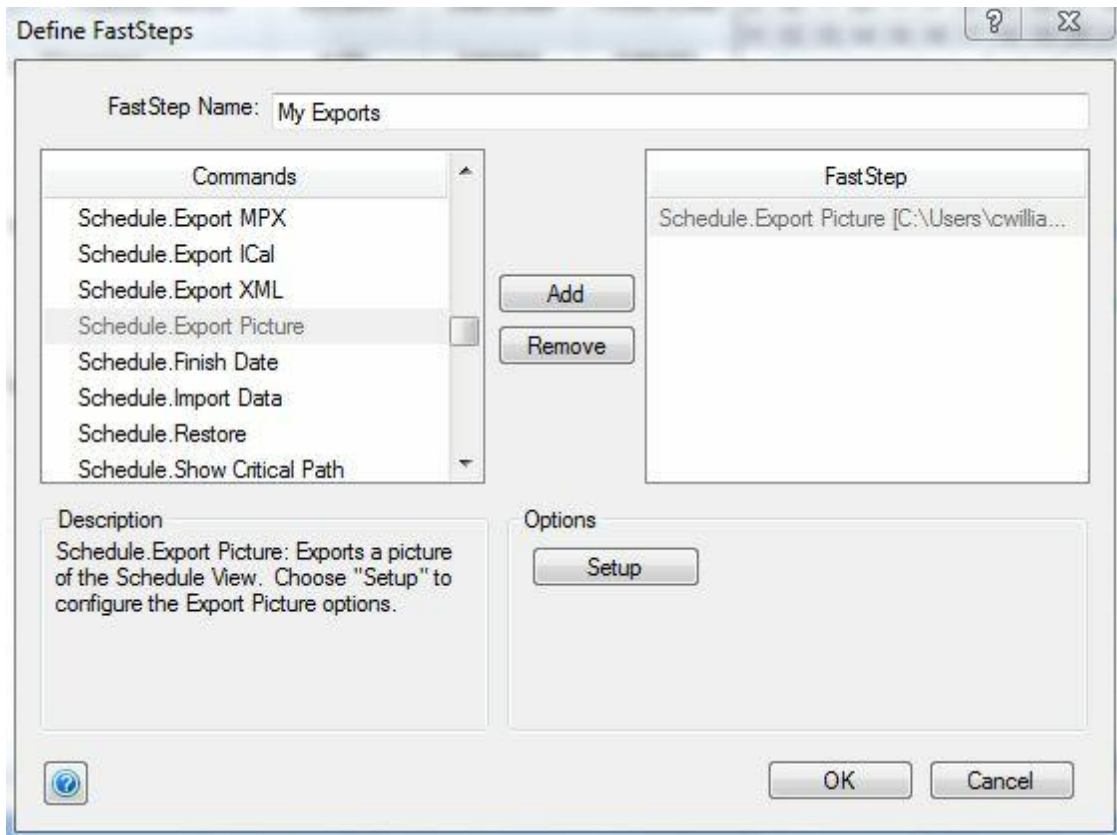 Define FastSteps
FastStep Name: My Exports
Commands
Schedule.Export MPX
Schedule.Export ICal
Schedule.Export XML
Schedule.Export Picture
Schedule.Finish Date
Schedule.Import Data
Schedule.Restore
Schedule.Show Critical Path
Add
Remove
FastStep
Schedule.Export Picture [C:\Users\cwillia...
Description
Schedule.Export Picture: Exports a picture
of the Schedule View. Choose "Setup" to
configure the Export Picture options.
Options
Setup
OK
Cancel